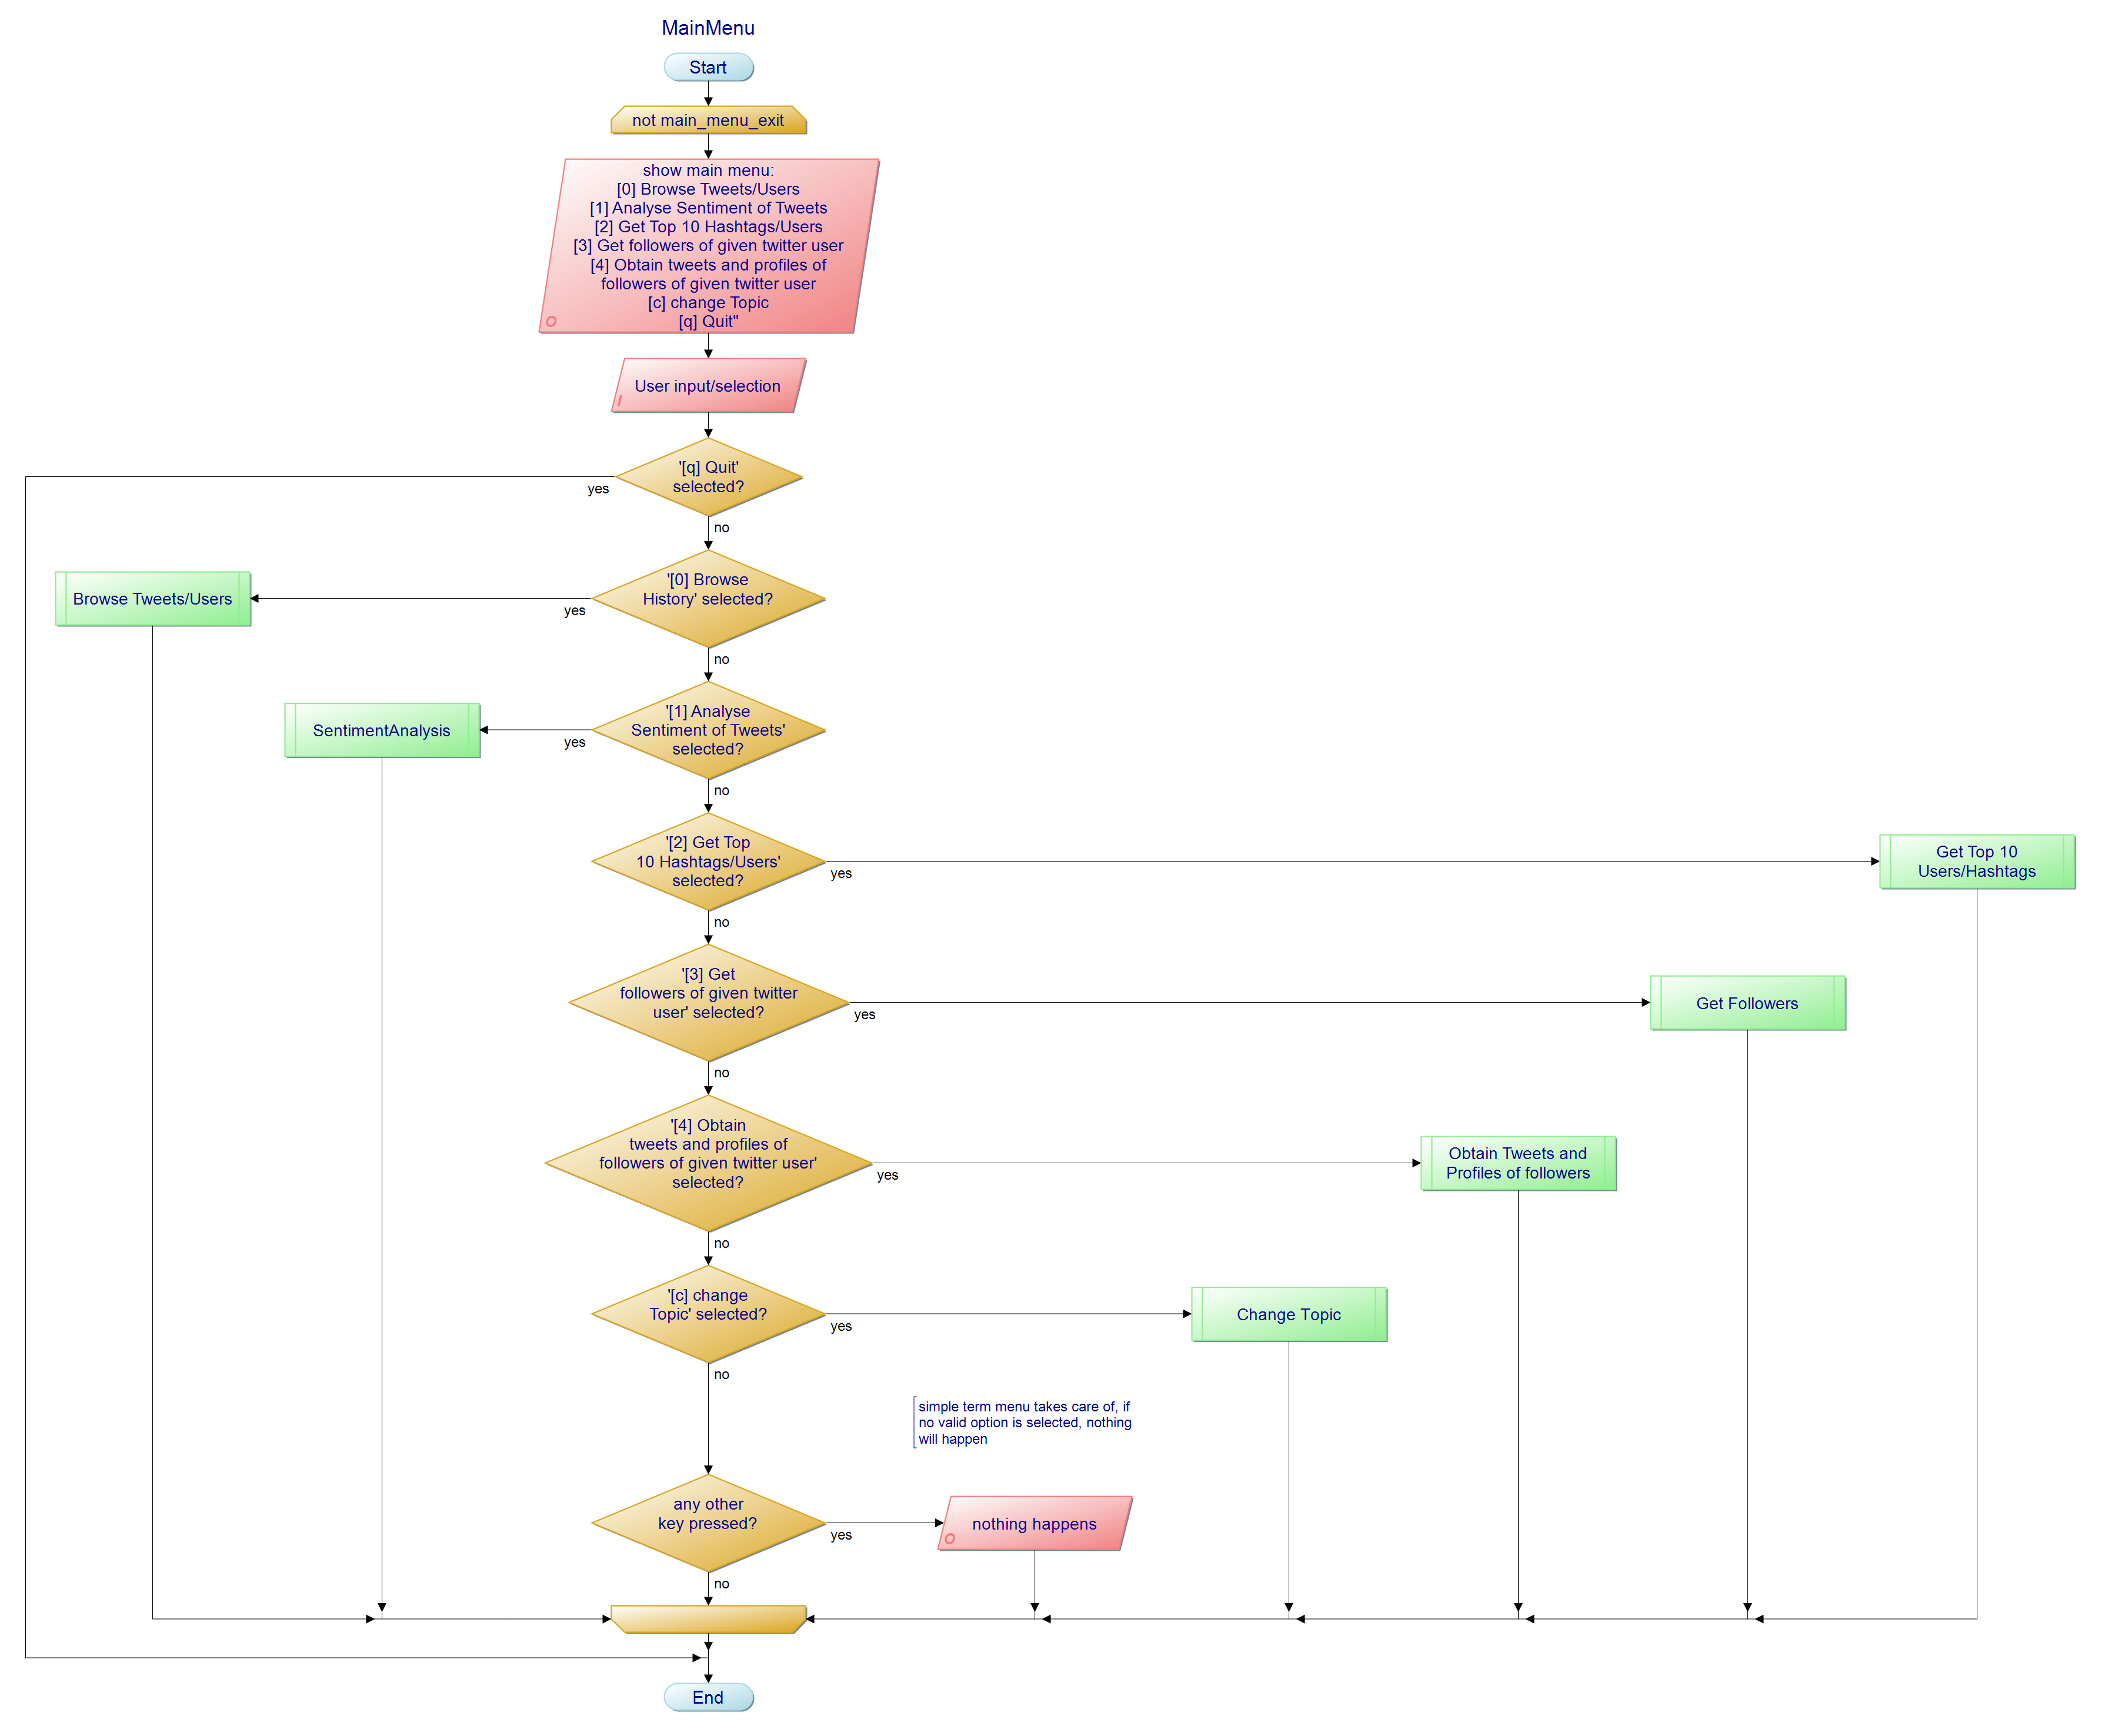 MainMenu
Start
not main_menu_exit
show main menu:
[0] Browse Tweets/Users
[1] Analyse Sentiment of Tweets
[2] Get Top 10 Hashtags/Users
[3] Get followers of given twitter user
[4] Obtain tweets and profiles of
followers of given twitter user
[c] change Topic
[q] Quit"
O
User input/selection
I
'[q] Quit'
selected?
yes
no
'[0] Browse
History' selected?
Browse Tweets/Users
yes
no
'[1] Analyse
Sentiment of Tweets'
selected?
SentimentAnalysis
yes
no
'[2] Get Top
10 Hashtags/Users'
selected?
yes
Get Top 10
Users/Hashtags
no
'[3] Get
followers of given twitter
user' selected?
yes
Get Followers
no
'[4] Obtain
tweets and profiles of
followers of given twitter user'
selected?
yes
Obtain Tweets and
Profiles of followers
no
'[c] change
Topic' selected?
yes
Change Topic
no
simple term menu takes care of, if
no valid option is selected, nothing
will happen
any other
key pressed?
yes
nothing happens
O
no
End